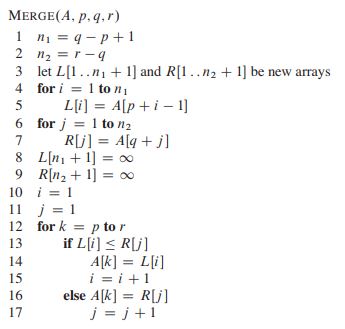 MERGE(A, p, q, r)
1 n₁ = q − p + 1
2 n₂ = r − q
3 let L[1..n₁ + 1] and R[1..n₂ + 1] be new arrays
4 for i = 1 to n₁
5 L[i] = A[p + i − 1]
6 for j = 1 to n₂
7 R[j] = A[q + j]
8 L[n₁ + 1] = ∞
9 R[n₂ + 1] = ∞
10 i = 1
11 j = 1
12 for k = p to r
13 if L[i] ≤ R[j]
14 A[k] = L[i]
15 i = i + 1
16 else A[k] = R[j]
17 j = j + 1